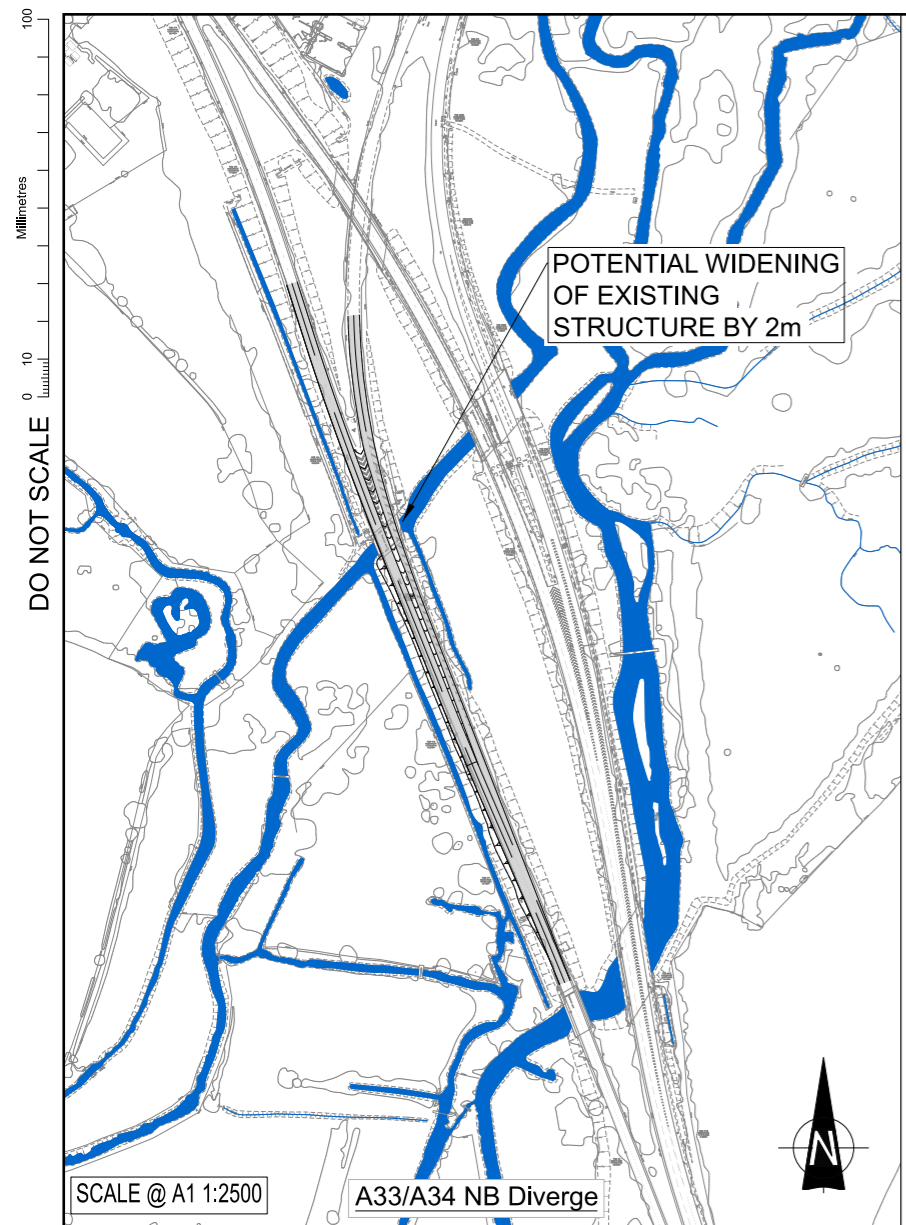 100
Millimetres
10
0
DO NOT SCALE
POTENTIAL WIDENING
OF EXISTING
STRUCTURE BY 2m
N
SCALE @ A1 1:2500
A33/A34 NB Diverge